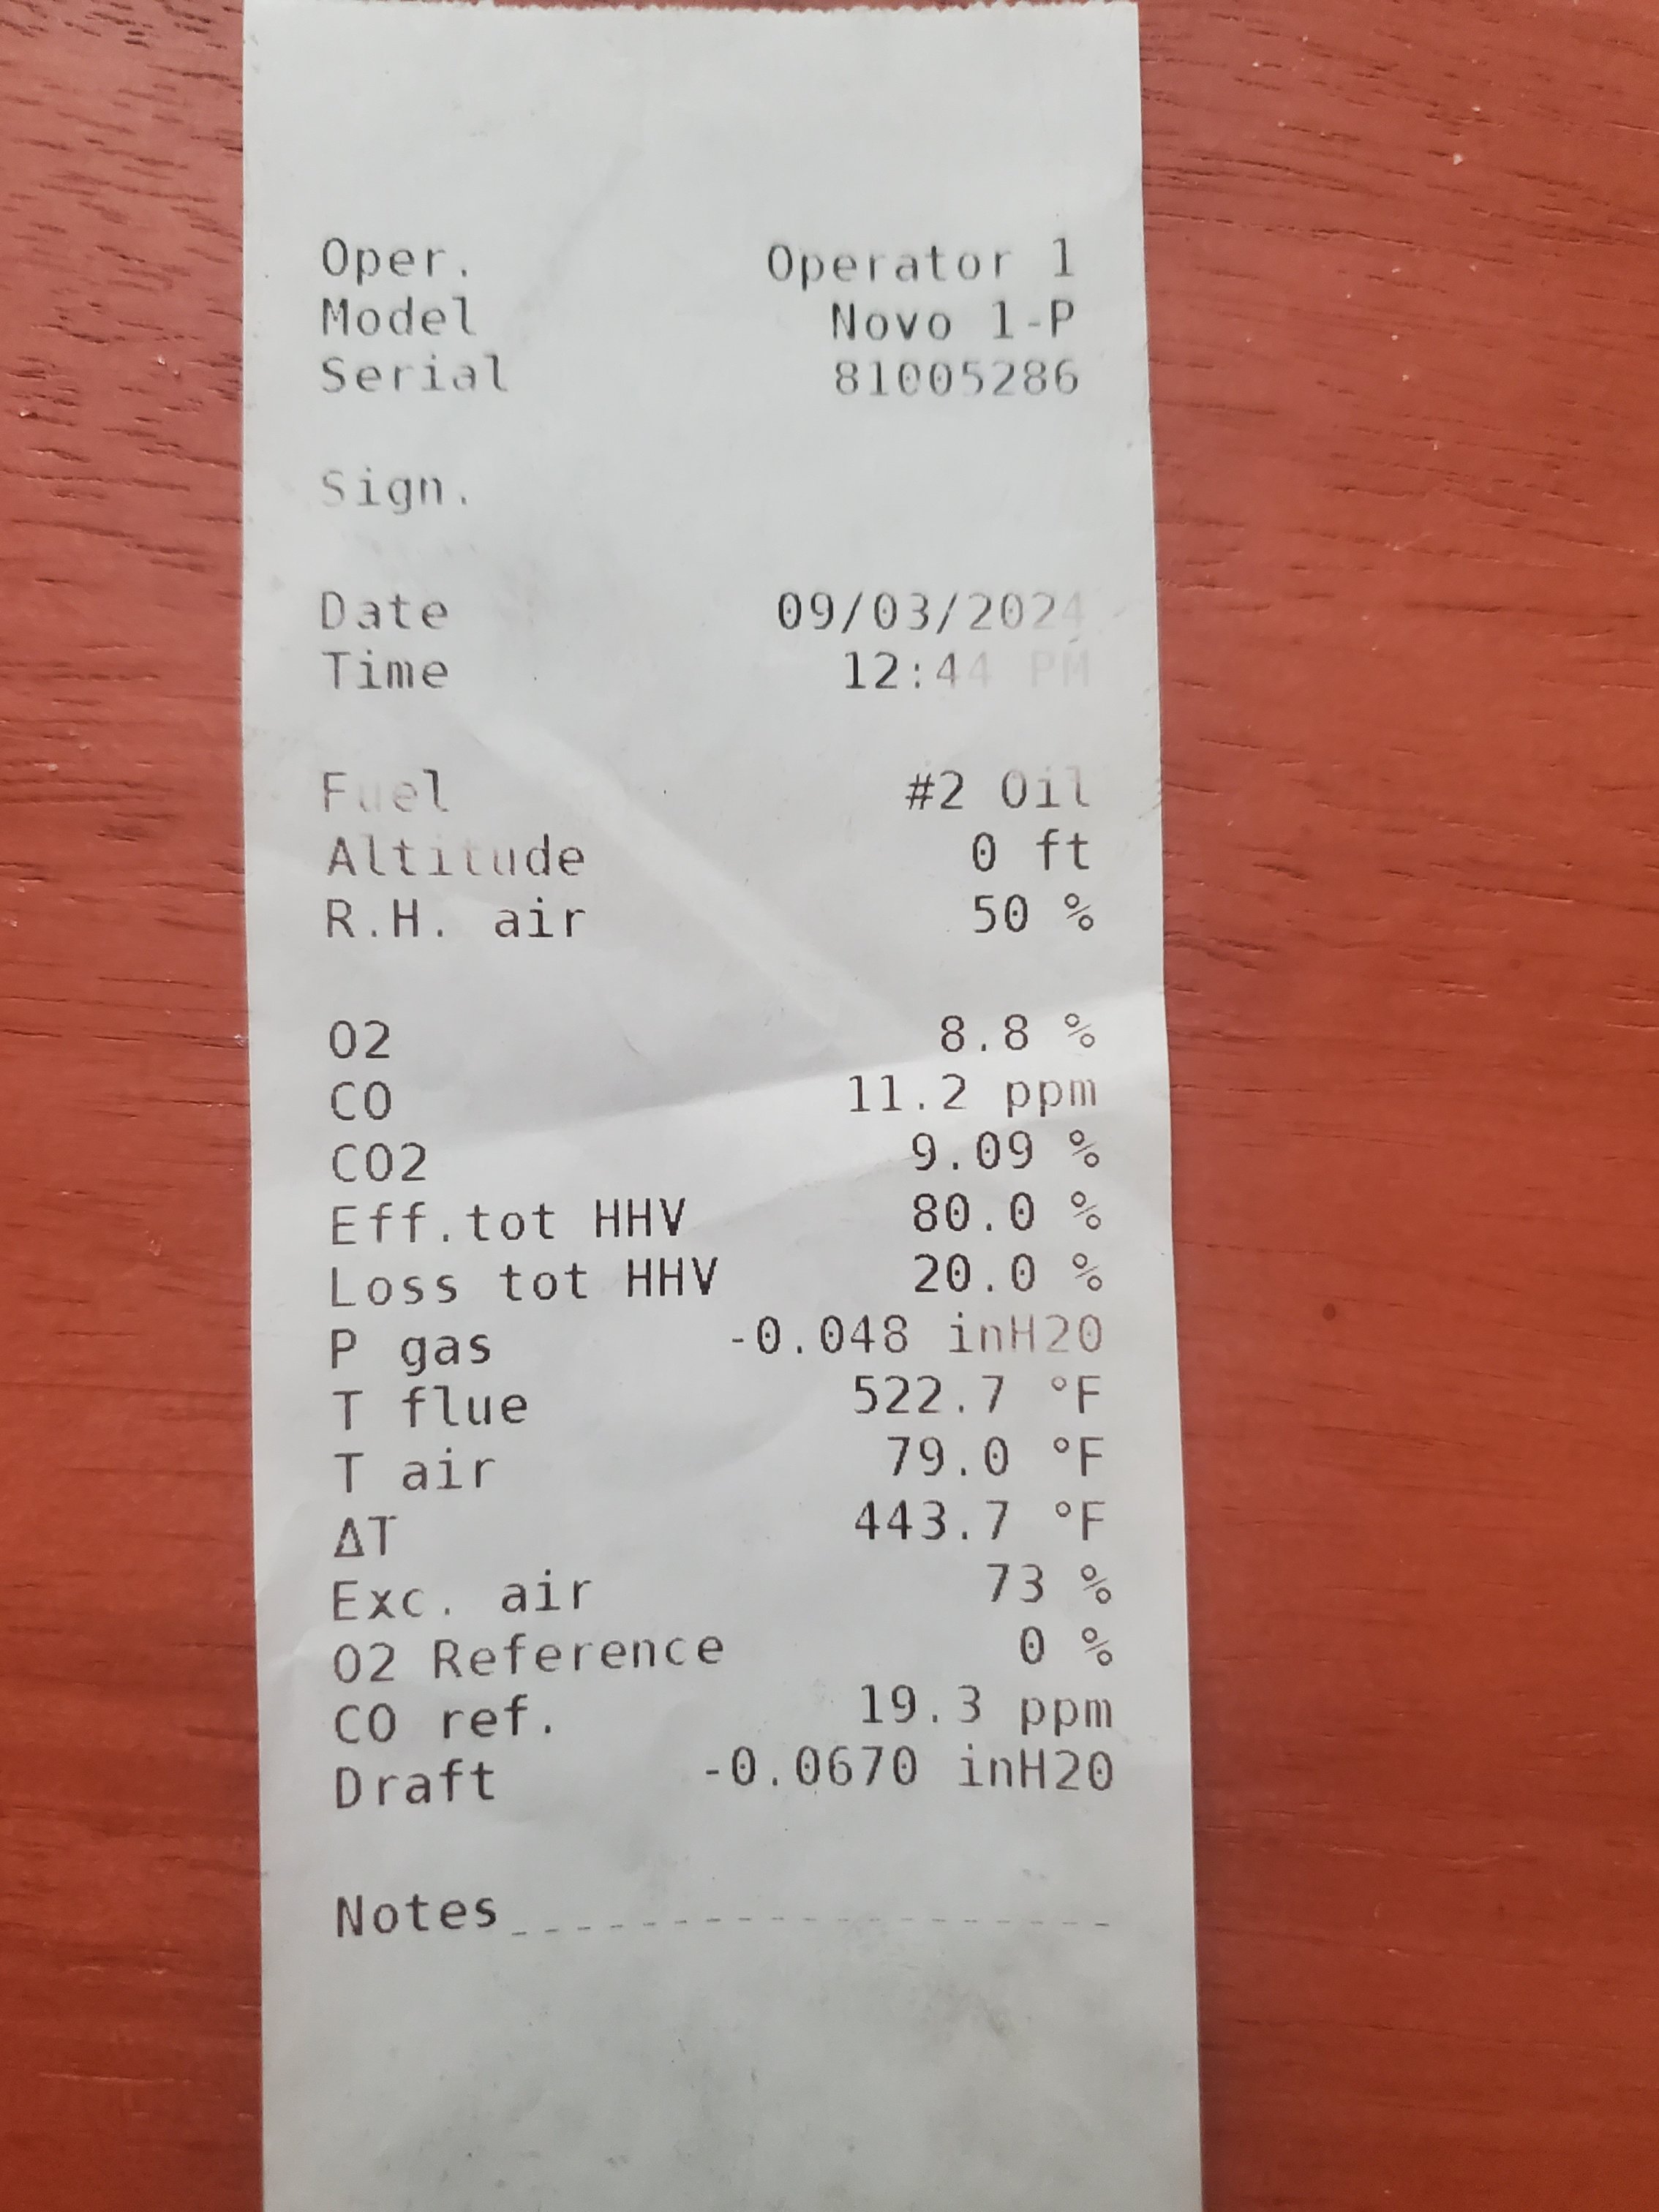 Oper. Operator 1
Model Novo 1-P
Serial 81005286
Sign.
Date 09/03/2024
Time 12:44 PM
Fuel #2 Oil
Altitude 0 ft
R.H. air 50 %
O2 8.8 %
CO 11.2 ppm
CO2 9.09 %
Eff.tot HHV 80.0 %
Loss tot HHV 20.0 %
P gas -0.048 inH2O
T flue 522.7 °F
T air 79.0 °F
ΔT 443.7 °F
Exc. air 73 %
O2 Reference 0 %
CO ref. 19.3 ppm
Draft -0.0670 inH2O
Notes